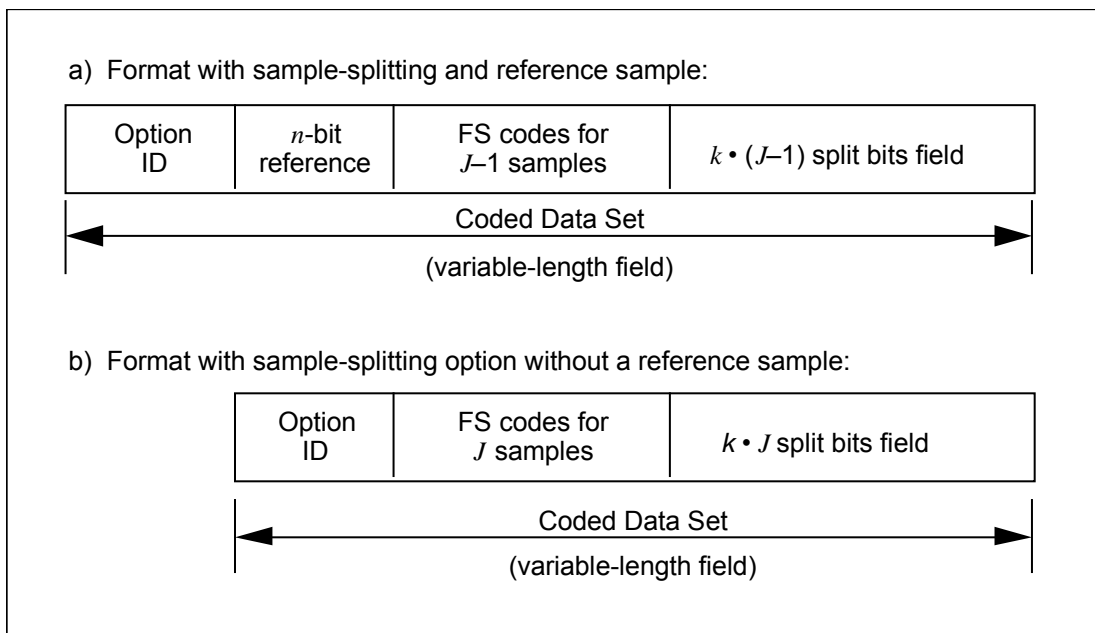 a) Format with sample-splitting and reference sample:
Option ID
n-bit reference
FS codes for J–1 samples
k • (J–1) split bits field
Coded Data Set
(variable-length field)
b) Format with sample-splitting option without a reference sample:
Option ID
FS codes for J samples
k • J split bits field
Coded Data Set
(variable-length field)